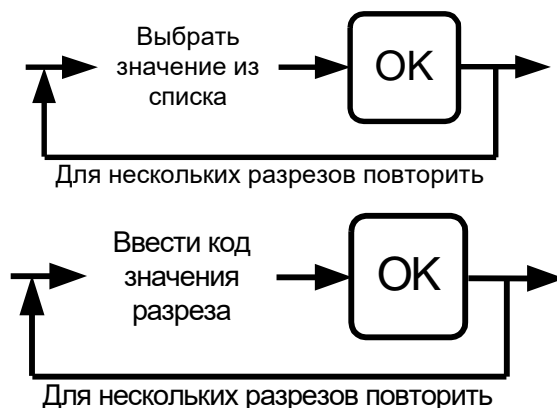 Выбрать
значение из
списка
OK
Для нескольких разрезов повторить
Ввести код
значения
разреза
OK
Для нескольких разрезов повторить